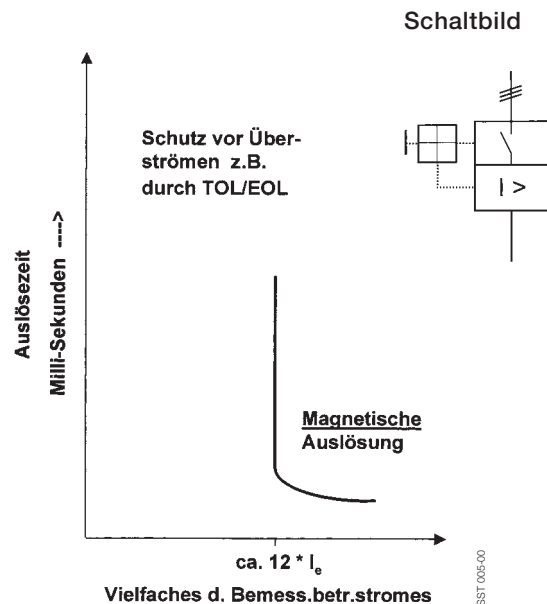 Schaltbild
Schutz vor Über-
strömen z.B.
durch TOL/EOL
I >
Auslösezeit
Milli-Sekunden ---->
Magnetische
Auslösung
ca. 12 * Ie
Vielfaches d. Bemess.betr.stromes
SST 005-00